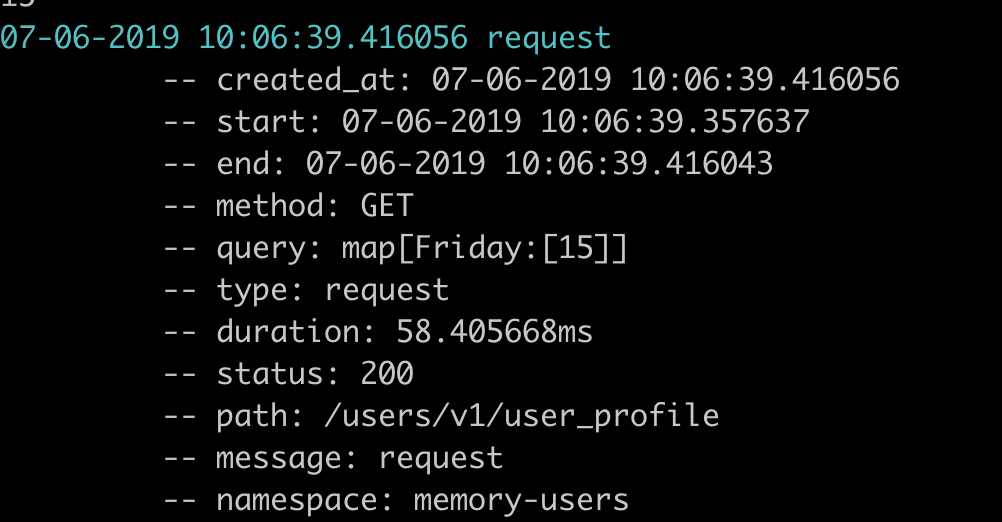 07-06-2019 10:06:39.416056 request
-- created_at: 07-06-2019 10:06:39.416056
-- start: 07-06-2019 10:06:39.357637
-- end: 07-06-2019 10:06:39.416043
-- method: GET
-- query: map[Friday:[15]]
-- type: request
-- duration: 58.405668ms
-- status: 200
-- path: /users/v1/user_profile
-- message: request
-- namespace: memory-users